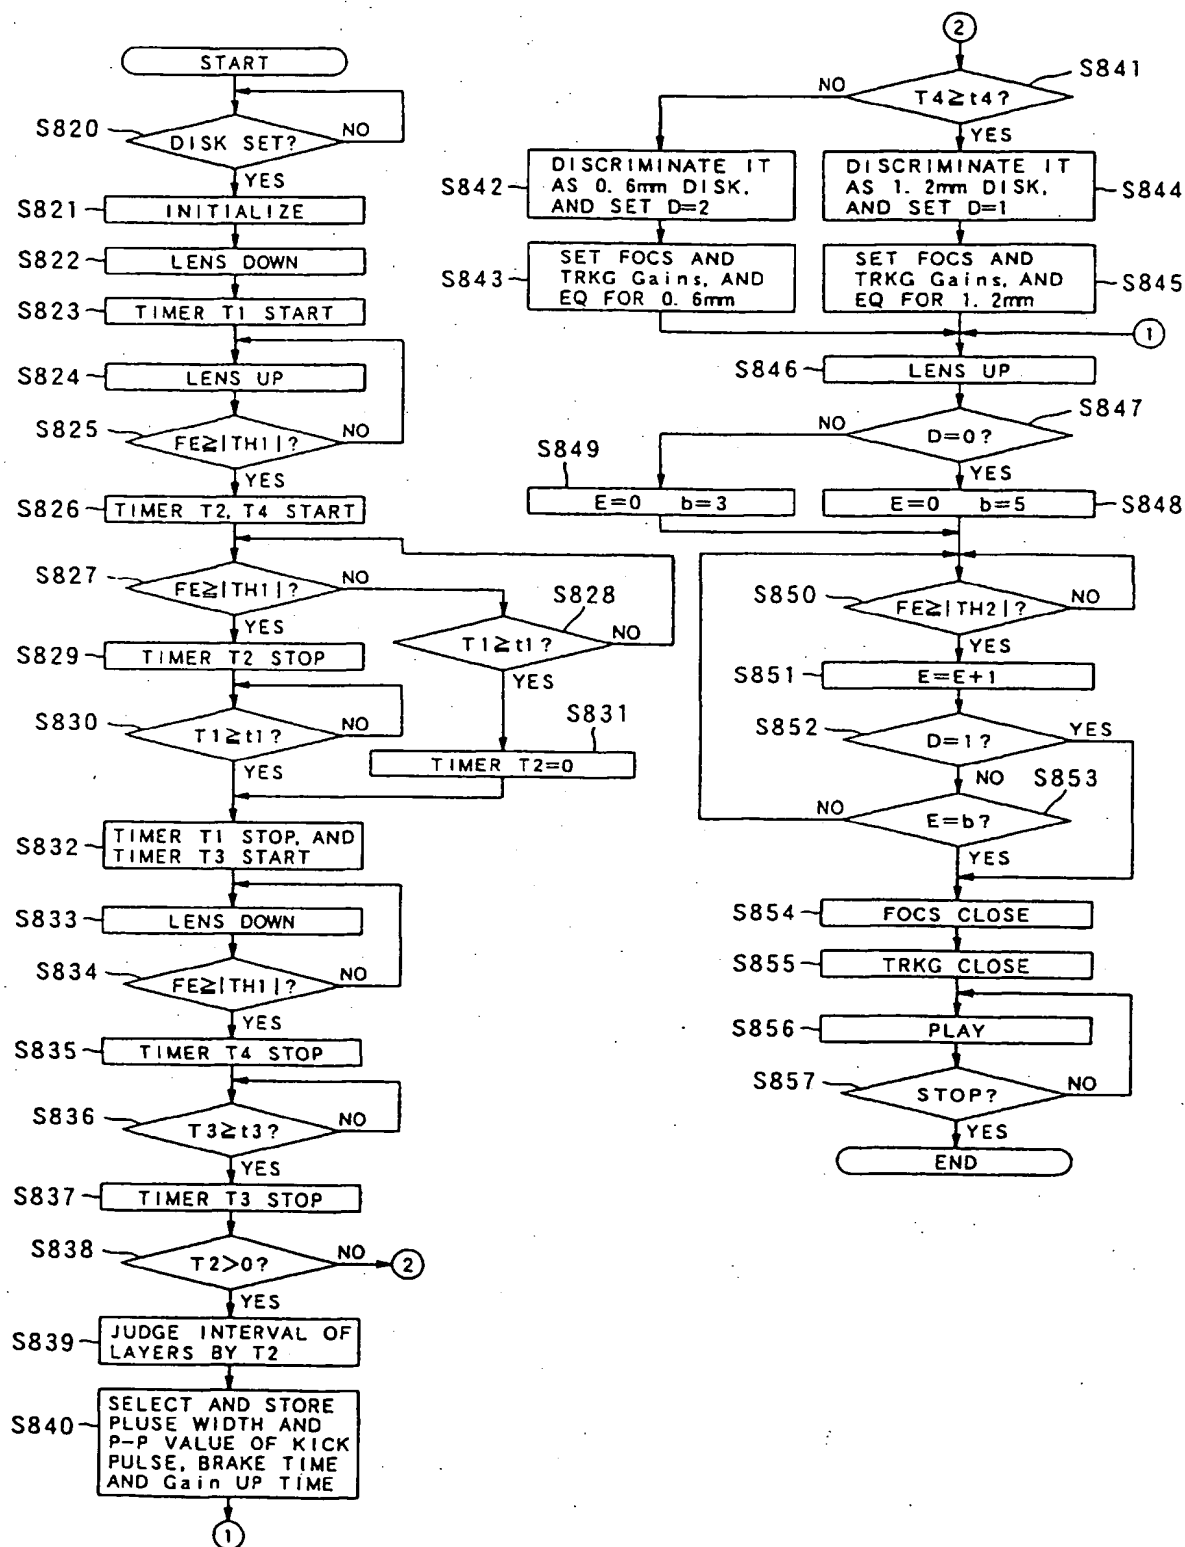 START
S820
DISK SET?
NO
YES
S821
INITIALIZE
S822
LENS DOWN
S823
TIMER T1 START
S824
LENS UP
S825
FE≧|TH1|?
NO
YES
S826
TIMER T2, T4 START
S827
FE≧|TH1|?
NO
YES
S828
T1≧t1?
NO
YES
S829
TIMER T2 STOP
S830
T1≧t1?
NO
YES
S831
TIMER T2=0
S832
TIMER T1 STOP, AND
TIMER T3 START
S833
LENS DOWN
S834
FE≧|TH1|?
NO
YES
S835
TIMER T4 STOP
S836
T3≧t3?
NO
YES
S837
TIMER T3 STOP
S838
T2>0?
NO
2
YES
S839
JUDGE INTERVAL OF
LAYERS BY T2
S840
SELECT AND STORE
PLUSE WIDTH AND
P-P VALUE OF KICK
PULSE, BRAKE TIME
AND Gain UP TIME
1
2
S841
T4≧t4?
NO
YES
S842
DISCRIMINATE IT
AS 0. 6mm DISK,
AND SET D=2
S843
SET FOCS AND
TRKG Gains, AND
EQ FOR 0. 6mm
DISCRIMINATE IT
AS 1. 2mm DISK,
AND SET D=1
S844
SET FOCS AND
TRKG Gains, AND
EQ FOR 1. 2mm
S845
1
S846
LENS UP
S847
D=0?
NO
YES
S849
E=0 b=3
E=0 b=5
S848
S850
FE≧|TH2|?
NO
YES
S851
E=E+1
S852
D=1?
YES
NO
S853
E=b?
NO
YES
S854
FOCS CLOSE
S855
TRKG CLOSE
S856
PLAY
S857
STOP?
NO
YES
END